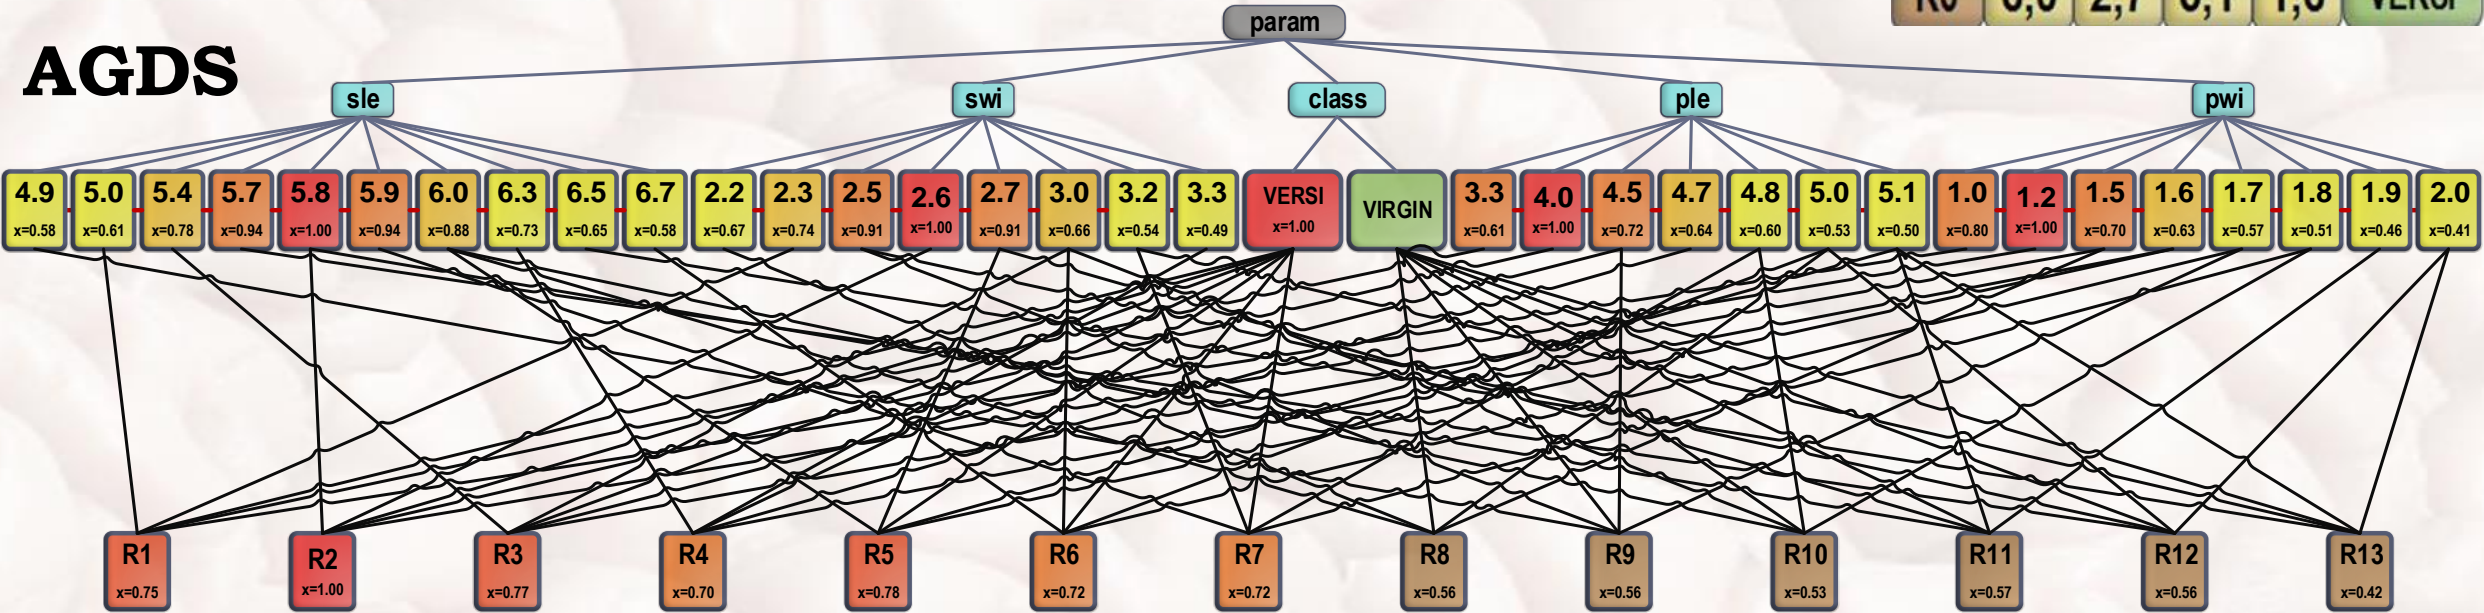 param
AGDS
sle swi class ple pwi
4.9 5.0 5.4 5.7 5.8 5.9 6.0 6.3 6.5 6.7 2.2 2.3 2.5 2.6 2.7 3.0 3.2 3.3 VERSI VIRGIN 3.3 4.0 4.5 4.7 4.8 5.0 5.1 1.0 1.2 1.5 1.6 1.7 1.8 1.9 2.0
x=0.58 x=0.61 x=0.78 x=0.94 x=1.00 x=0.94 x=0.88 x=0.73 x=0.65 x=0.58 x=0.67 x=0.74 x=0.91 x=1.00 x=0.91 x=0.66 x=0.54 x=0.49 x=1.00 x=0.61 x=1.00 x=0.72 x=0.64 x=0.60 x=0.53 x=0.50 x=0.80 x=1.00 x=0.70 x=0.63 x=0.57 x=0.51 x=0.46 x=0.41
R1 R2 R3 R4 R5 R6 R7 R8 R9 R10 R11 R12 R13
x=0.75 x=1.00 x=0.77 x=0.70 x=0.78 x=0.72 x=0.72 x=0.56 x=0.56 x=0.53 x=0.57 x=0.56 x=0.42